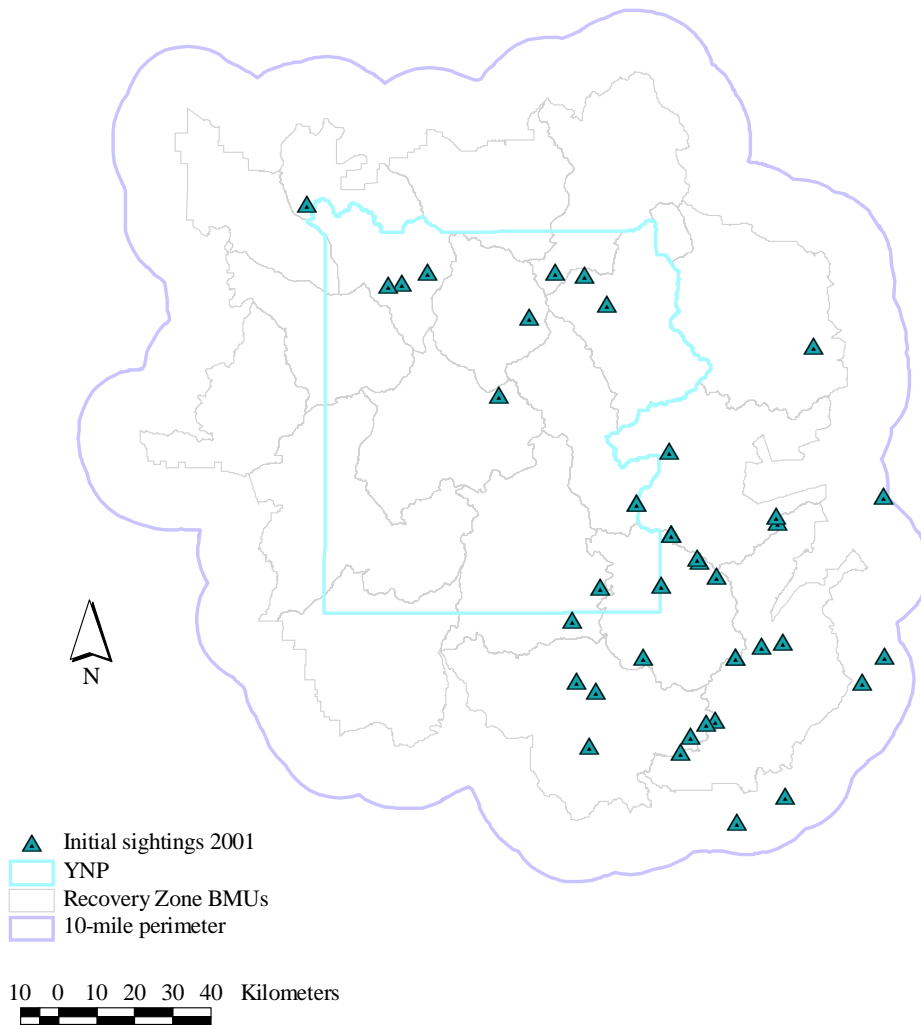 N
Initial sightings 2001
YNP
Recovery Zone BMUs
10-mile perimeter
10 0 10 20 30 40 Kilometers